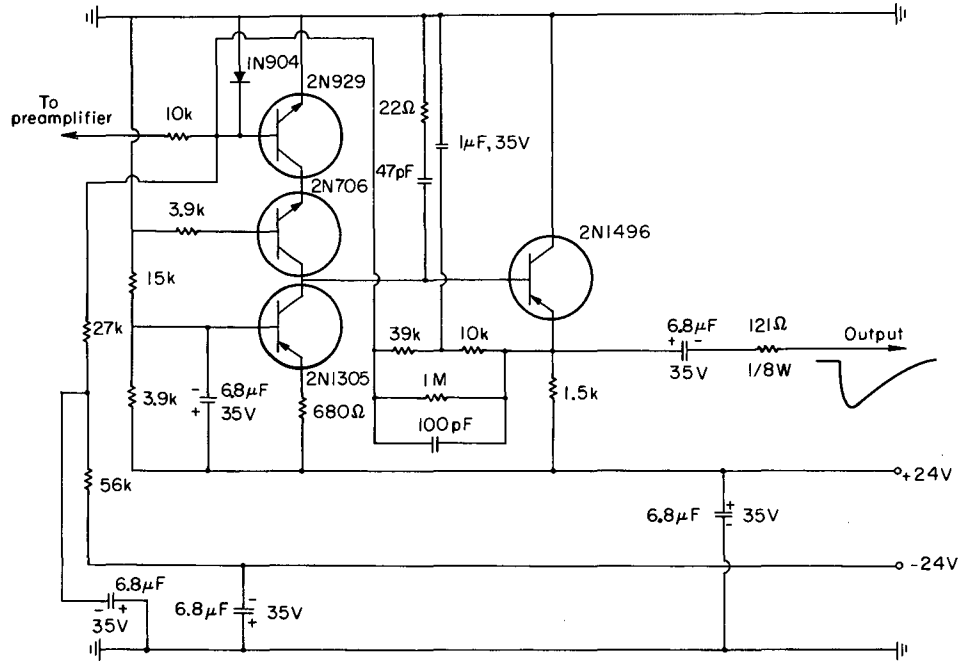 1N904
2N929
To
preamplifier
10k
22Ω
1μF, 35V
47pF
2N706
3.9k
2N1496
15k
27k
39k
10k
6.8μF
+ -
35V
121Ω
1/8W
Output
2N1305
1M
1.5k
3.9k
-
+
6.8μF
35V
680Ω
100pF
56k
+24V
6.8μF
+
-
35V
-24V
6.8μF
- +
35V
6.8μF
-
+
35V